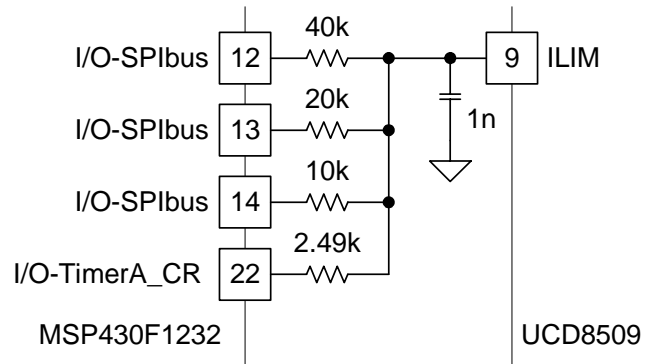 40k
I/O-SPIbus 12 9 ILIM
20k
1n
I/O-SPIbus 13
10k
I/O-SPIbus 14
2.49k
I/O-TimerA_CR 22
MSP430F1232 UCD8509